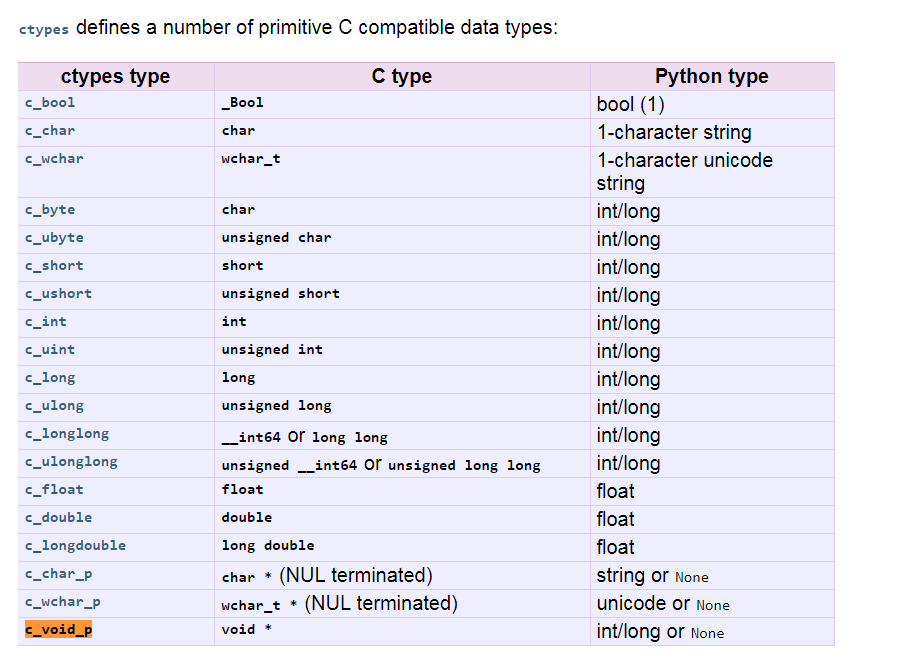 ctypes defines a number of primitive C compatible data types:
ctypes type C type Python type
c_bool _Bool bool (1)
c_char char 1-character string
c_wchar wchar_t 1-character unicode
string
c_byte char int/long
c_ubyte unsigned char int/long
c_short short int/long
c_ushort unsigned short int/long
c_int int int/long
c_uint unsigned int int/long
c_long long int/long
c_ulong unsigned long int/long
c_longlong __int64 or long long int/long
c_ulonglong unsigned __int64 or unsigned long long int/long
c_float float float
c_double double float
c_longdouble long double float
c_char_p char * (NUL terminated) string or None
c_wchar_p wchar_t * (NUL terminated) unicode or None
c_void_p void * int/long or None